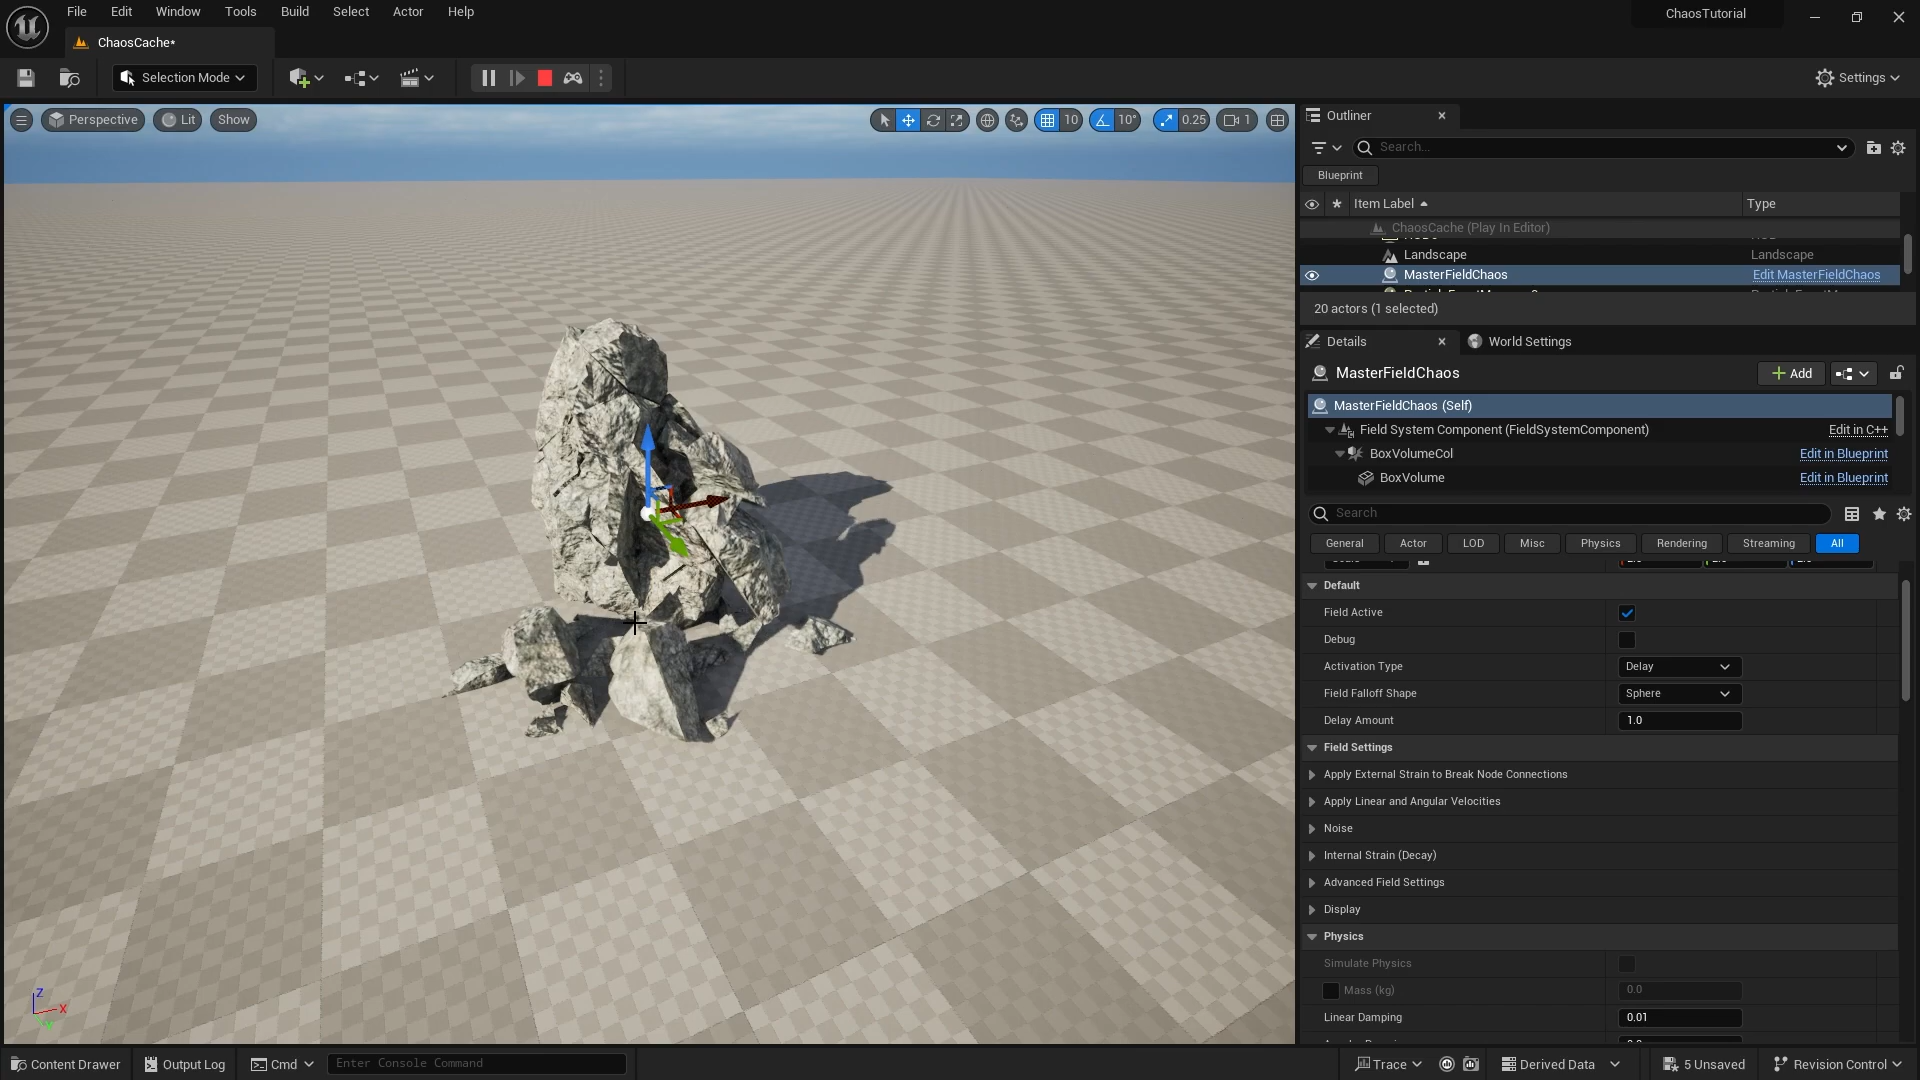 File Edit Window Tools Build Select Actor Help
ChaosTutorial
ChaosCache*
Selection Mode
Settings
Perspective Lit Show
10 10° 0.25 1
Outliner
Search...
Blueprint
Item Label Type
ChaosCache (Play In Editor)
Landscape Landscape
MasterFieldChaos Edit MasterFieldChaos
20 actors (1 selected)
Details World Settings
MasterFieldChaos
Add
MasterFieldChaos (Self)
Field System Component (FieldSystemComponent) Edit in C++
BoxVolumeCol Edit in Blueprint
BoxVolume Edit in Blueprint
Search
General Actor LOD Misc Physics Rendering Streaming All
Default
Field Active
Debug
Activation Type Delay
Field Falloff Shape Sphere
Delay Amount 1.0
Field Settings
Apply External Strain to Break Node Connections
Apply Linear and Angular Velocities
Noise
Internal Strain (Decay)
Advanced Field Settings
Display
Physics
Simulate Physics
Mass (kg) 0.0
Linear Damping 0.01
Z
X
Content Drawer Output Log Cmd Enter Console Command Trace Derived Data 5 Unsaved Revision Control